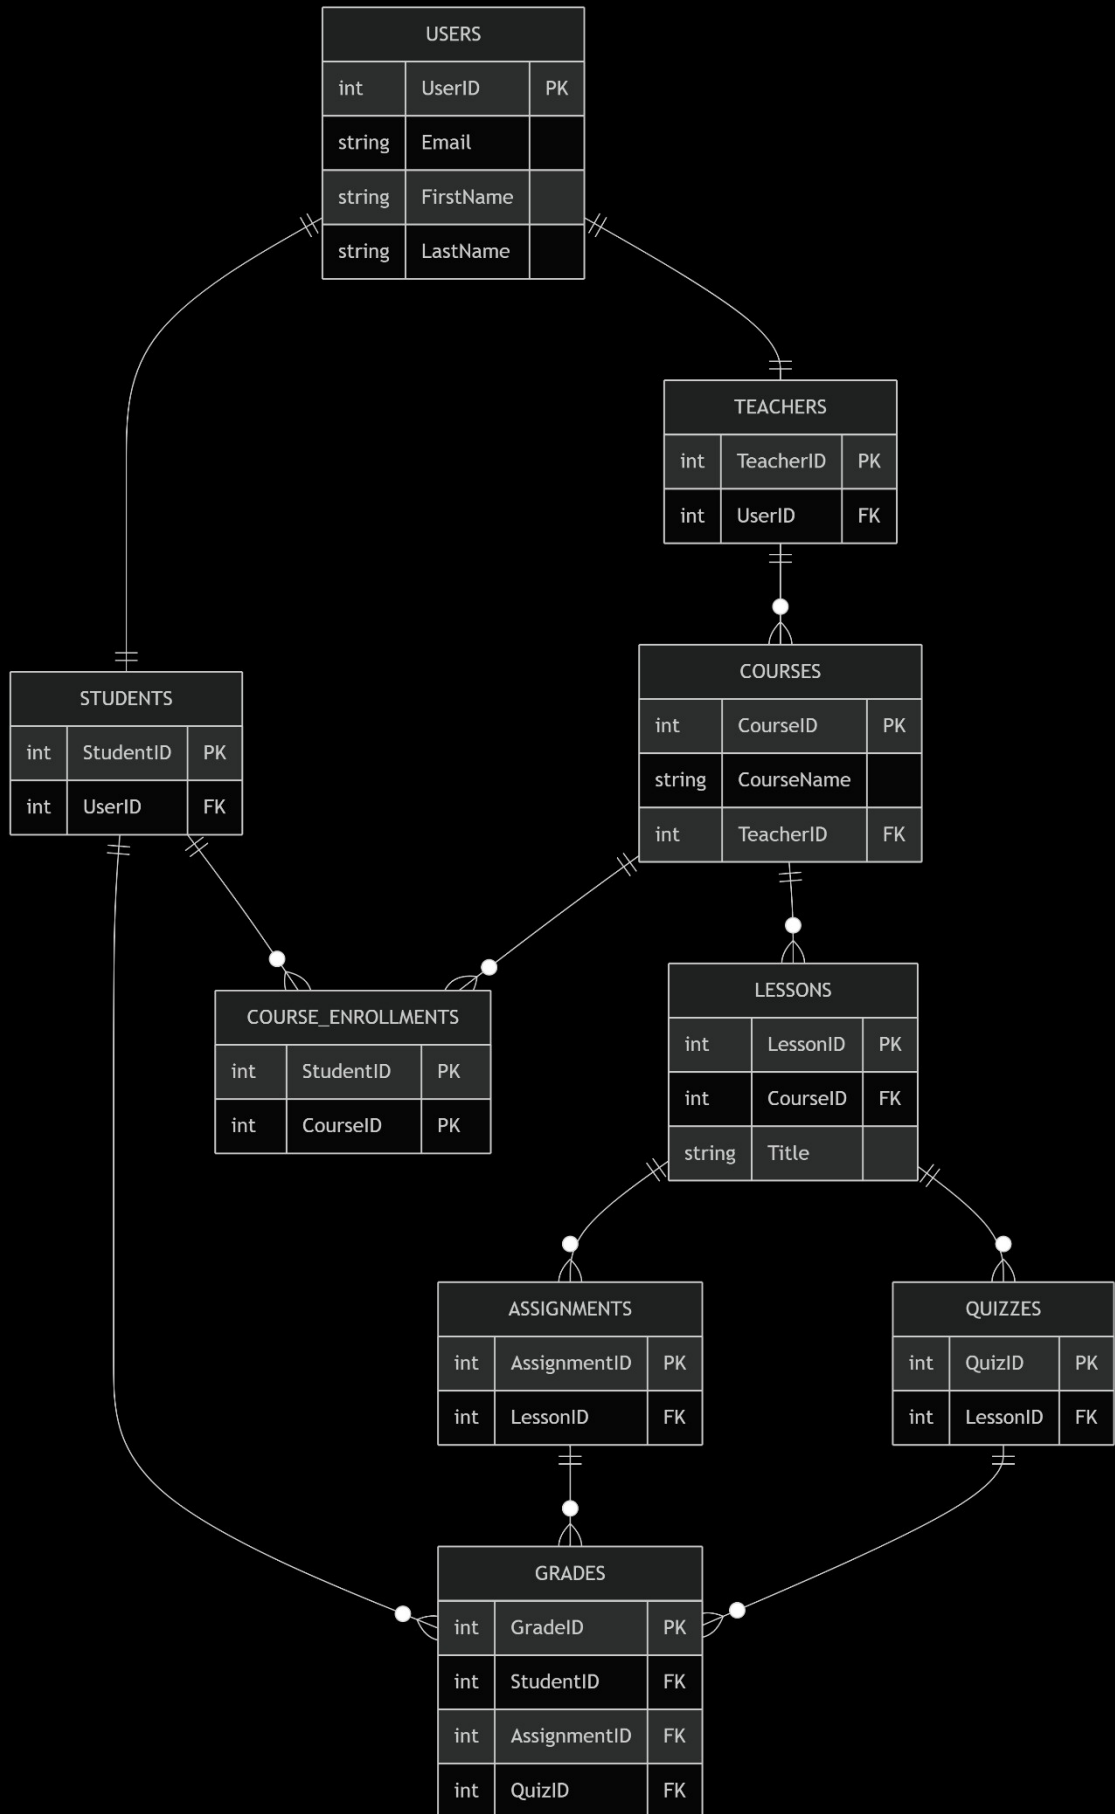 USERS
int UserID PK
string Email
string FirstName
string LastName
TEACHERS
int TeacherID PK
int UserID FK
STUDENTS
int StudentID PK
int UserID FK
COURSES
int CourseID PK
string CourseName
int TeacherID FK
COURSE_ENROLLMENTS
int StudentID PK
int CourseID PK
LESSONS
int LessonID PK
int CourseID FK
string Title
ASSIGNMENTS
int AssignmentID PK
int LessonID FK
QUIZZES
int QuizID PK
int LessonID FK
GRADES
int GradeID PK
int StudentID FK
int AssignmentID FK
int QuizID FK